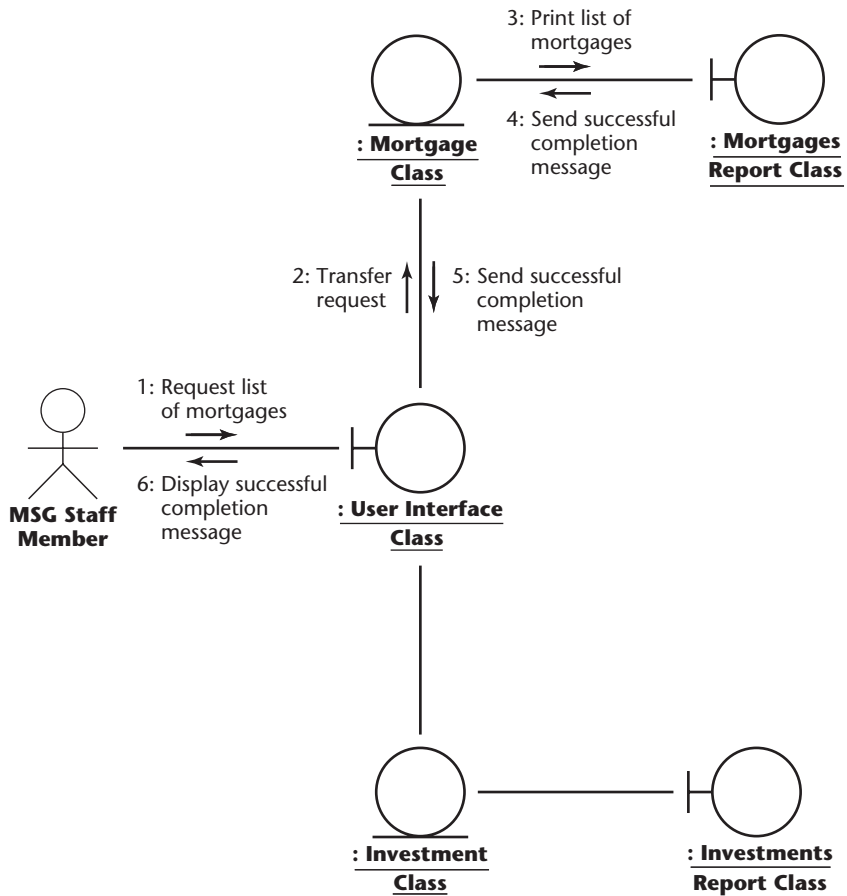 3: Print list of
mortgages
4: Send successful
completion
message
: Mortgage
Class
: Mortgages
Report Class
2: Transfer
request
5: Send successful
completion
message
1: Request list
of mortgages
6: Display successful
completion
message
MSG Staff
Member
: User Interface
Class
: Investment
Class
: Investments
Report Class